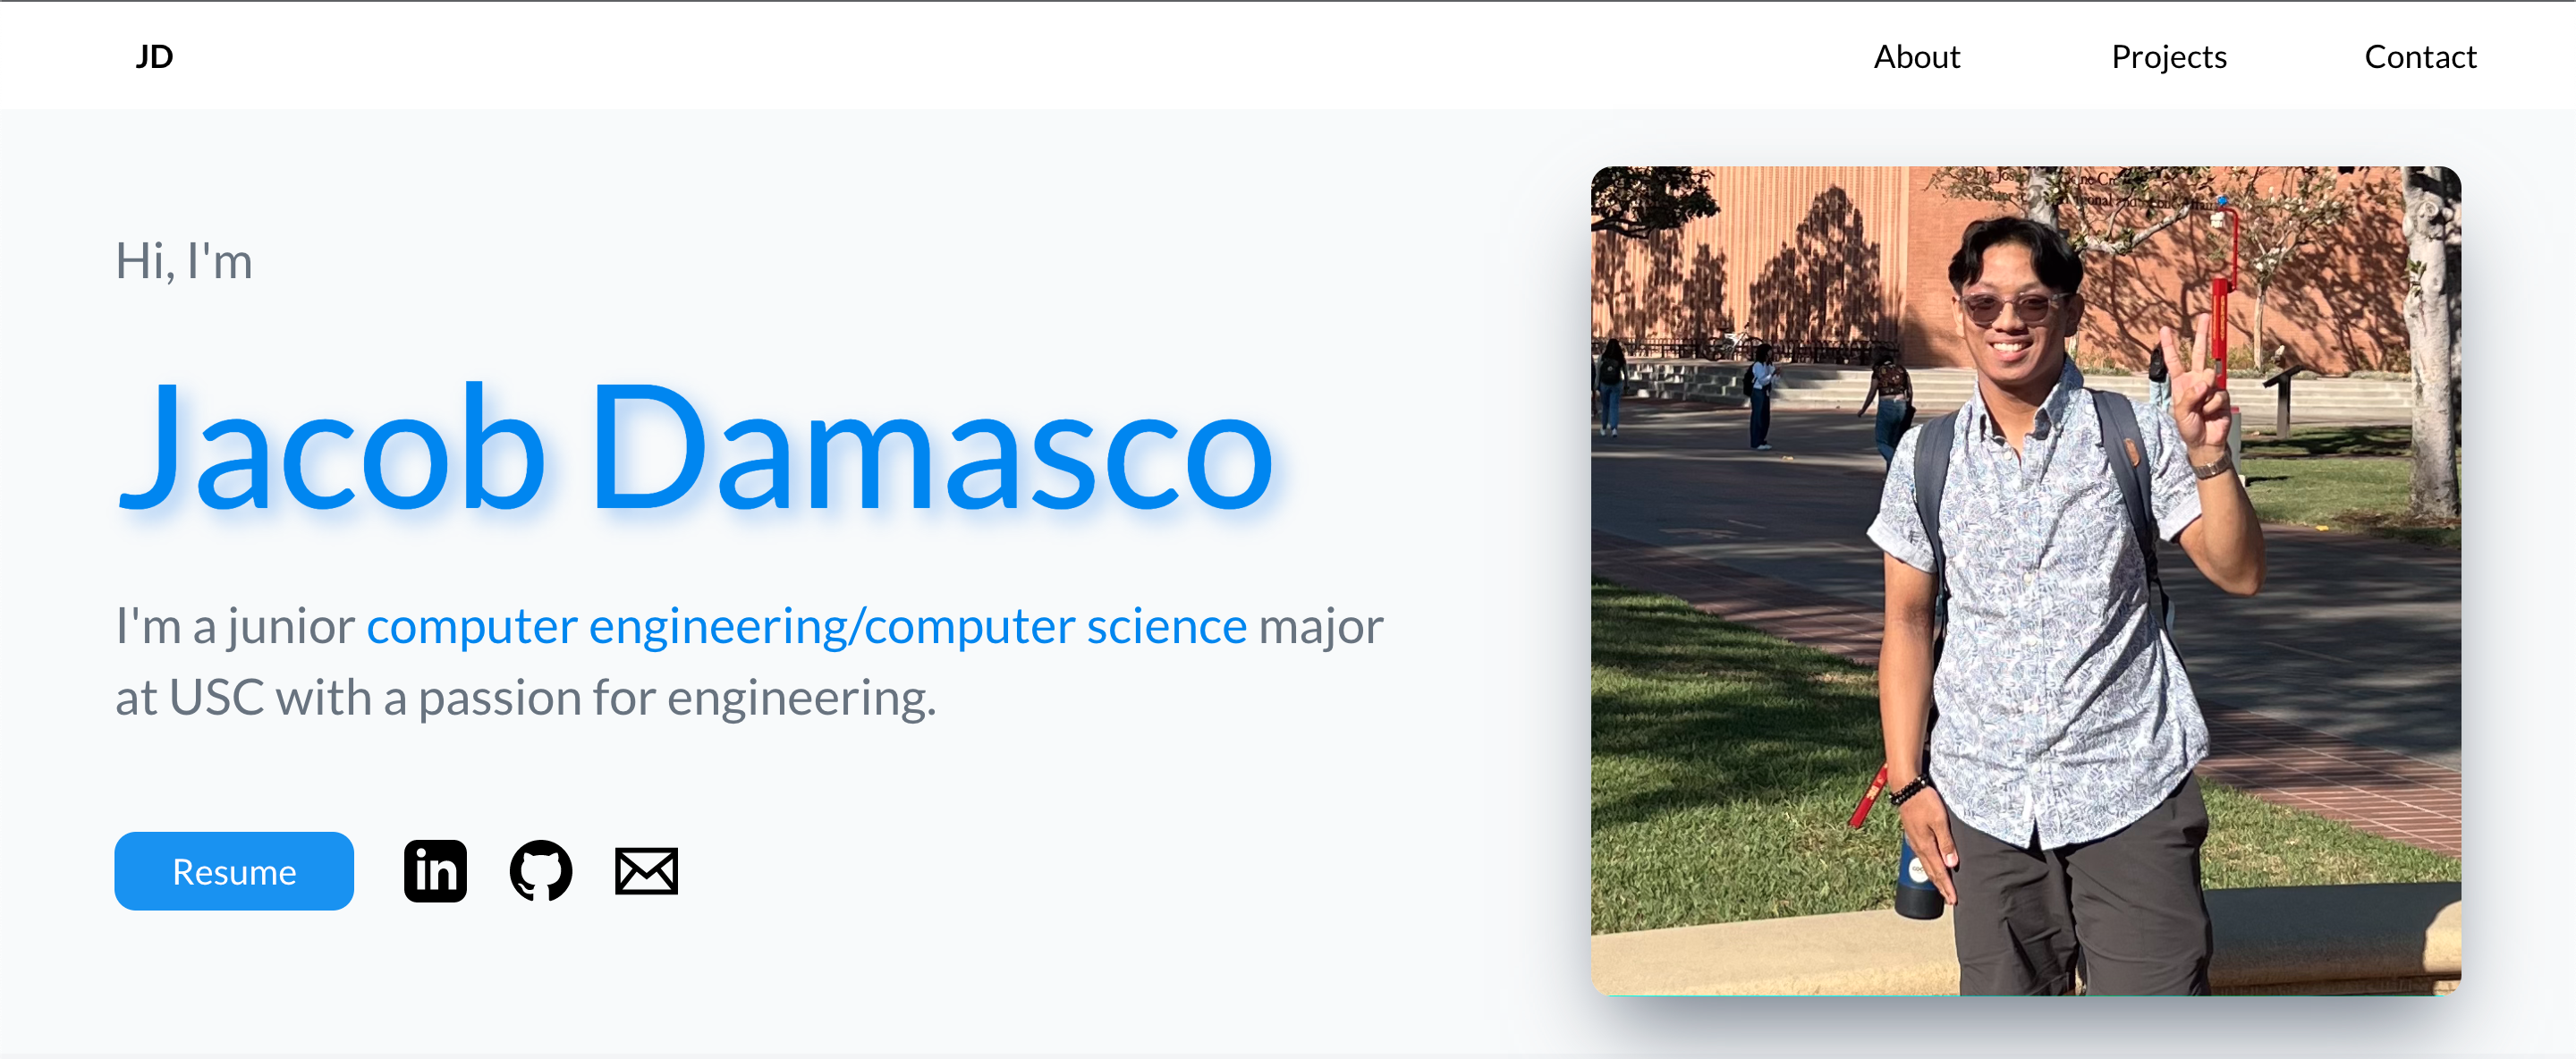 JD
About Projects Contact
Hi, I'm
Jacob Damasco
I'm a junior computer engineering/computer science major
at USC with a passion for engineering.
Resume
in